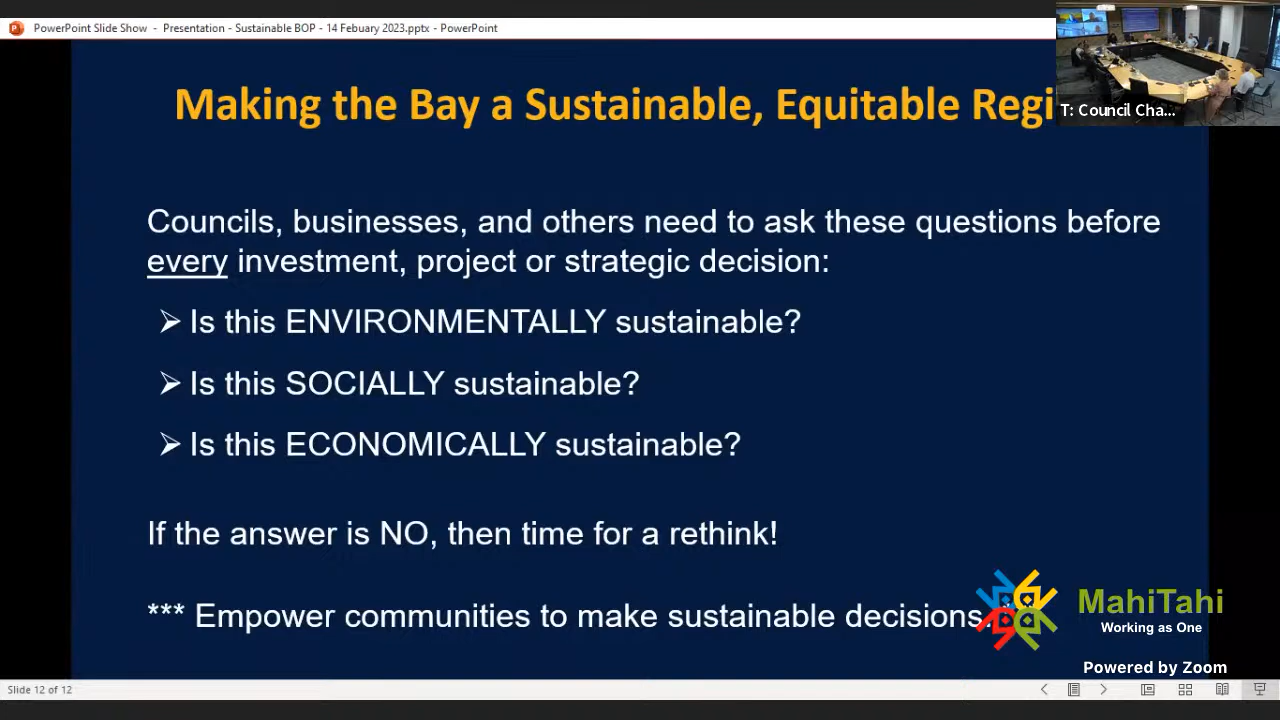 PowerPoint Slide Show - Presentation - Sustainable BOP - 14 Febuary 2023.pptx - PowerPoint
T: Council Cha...
Making the Bay a Sustainable, Equitable Regi
Councils, businesses, and others need to ask these questions before
every investment, project or strategic decision:
➢ Is this ENVIRONMENTALLY sustainable?
➢ Is this SOCIALLY sustainable?
➢ Is this ECONOMICALLY sustainable?
If the answer is NO, then time for a rethink!
*** Empower communities to make sustainable decisions.
MahiTahi
Working as One
Powered by Zoom
Slide 12 of 12